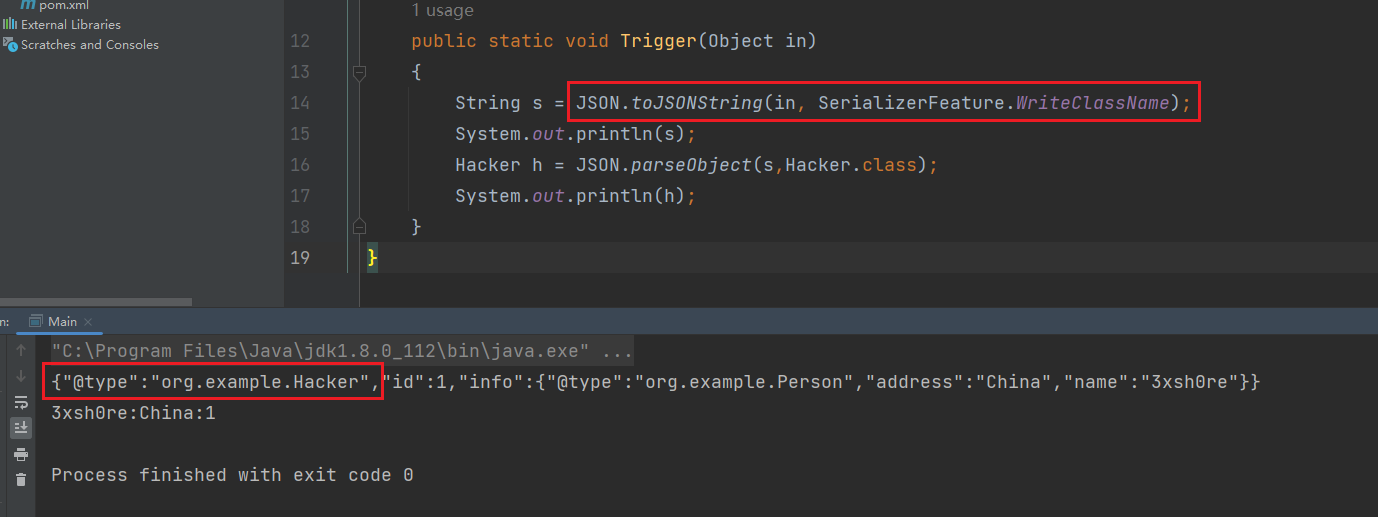 pom.xml
External Libraries
Scratches and Consoles
1 usage
12 public static void Trigger(Object in)
13 {
14 String s = JSON.toJSONString(in, SerializerFeature.WriteClassName);
15 System.out.println(s);
16 Hacker h = JSON.parseObject(s,Hacker.class);
17 System.out.println(h);
18 }
19 }
n: Main ×
"C:\Program Files\Java\jdk1.8.0_112\bin\java.exe" ...
{"@type":"org.example.Hacker","id":1,"info":{"@type":"org.example.Person","address":"China","name":"3xsh0re"}}
3xsh0re:China:1
Process finished with exit code 0